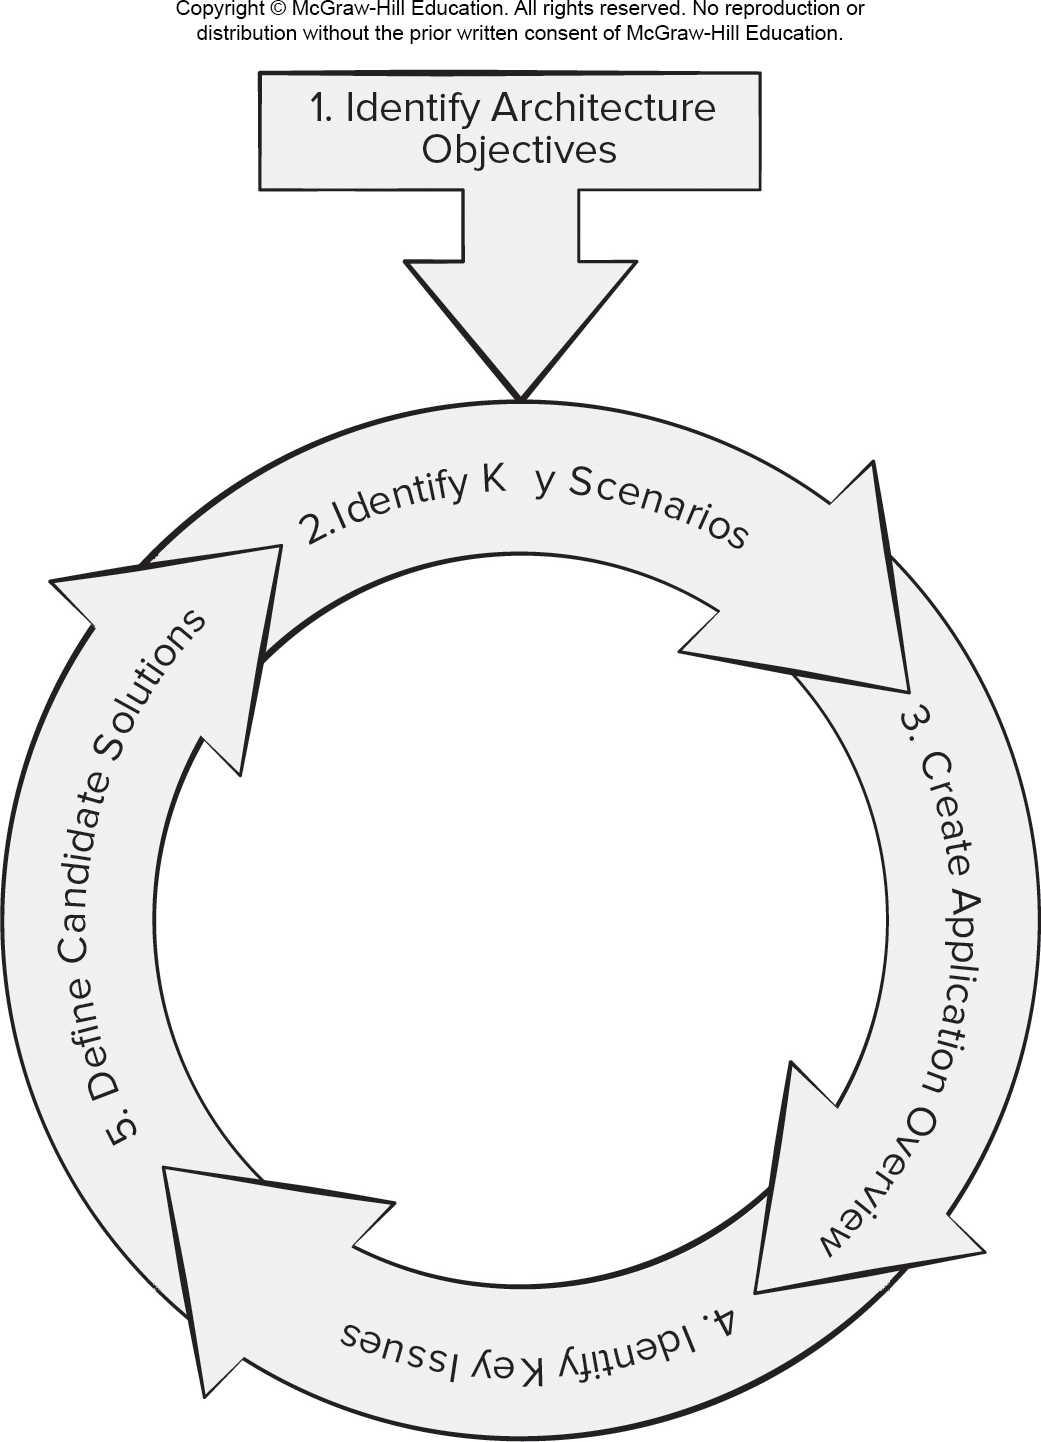 Copyright © McGraw-Hill Education. All rights reserved. No reproduction or
distribution without the prior written consent of McGraw-Hill Education.
1. Identify Architecture
Objectives
2.Identify K y Scenarios
3. Create Application Overview
4. Identify Key Issues
5. Define Candidate Solutions